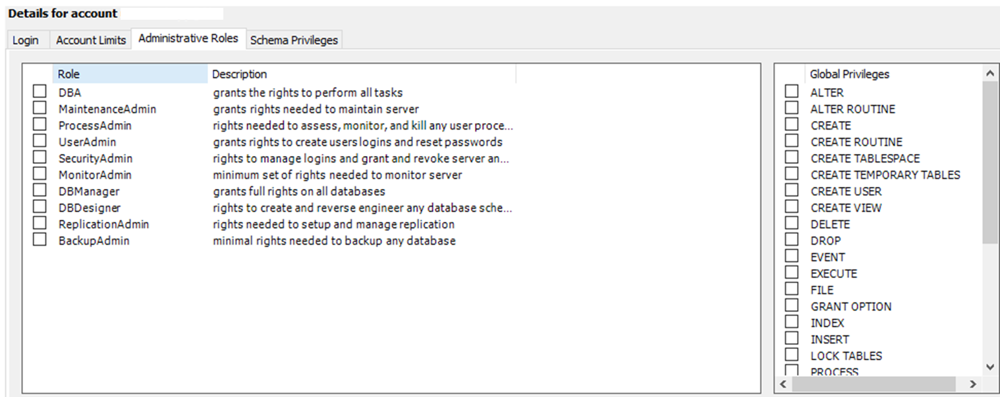 Details for account
Login Account Limits Administrative Roles Schema Privileges
Role Description
DBA grants the rights to perform all tasks
MaintenanceAdmin grants rights needed to maintain server
ProcessAdmin rights needed to assess, monitor, and kill any user proce...
UserAdmin grants rights to create users logins and reset passwords
SecurityAdmin rights to manage logins and grant and revoke server an...
MonitorAdmin minimum set of rights needed to monitor server
DBManager grants full rights on all databases
DBDesigner rights to create and reverse engineer any database sche...
ReplicationAdmin rights needed to setup and manage replication
BackupAdmin minimal rights needed to backup any database
Global Privileges
ALTER
ALTER ROUTINE
CREATE
CREATE ROUTINE
CREATE TABLESPACE
CREATE TEMPORARY TABLES
CREATE USER
CREATE VIEW
DELETE
DROP
EVENT
EXECUTE
FILE
GRANT OPTION
INDEX
INSERT
LOCK TABLES
PROCESS